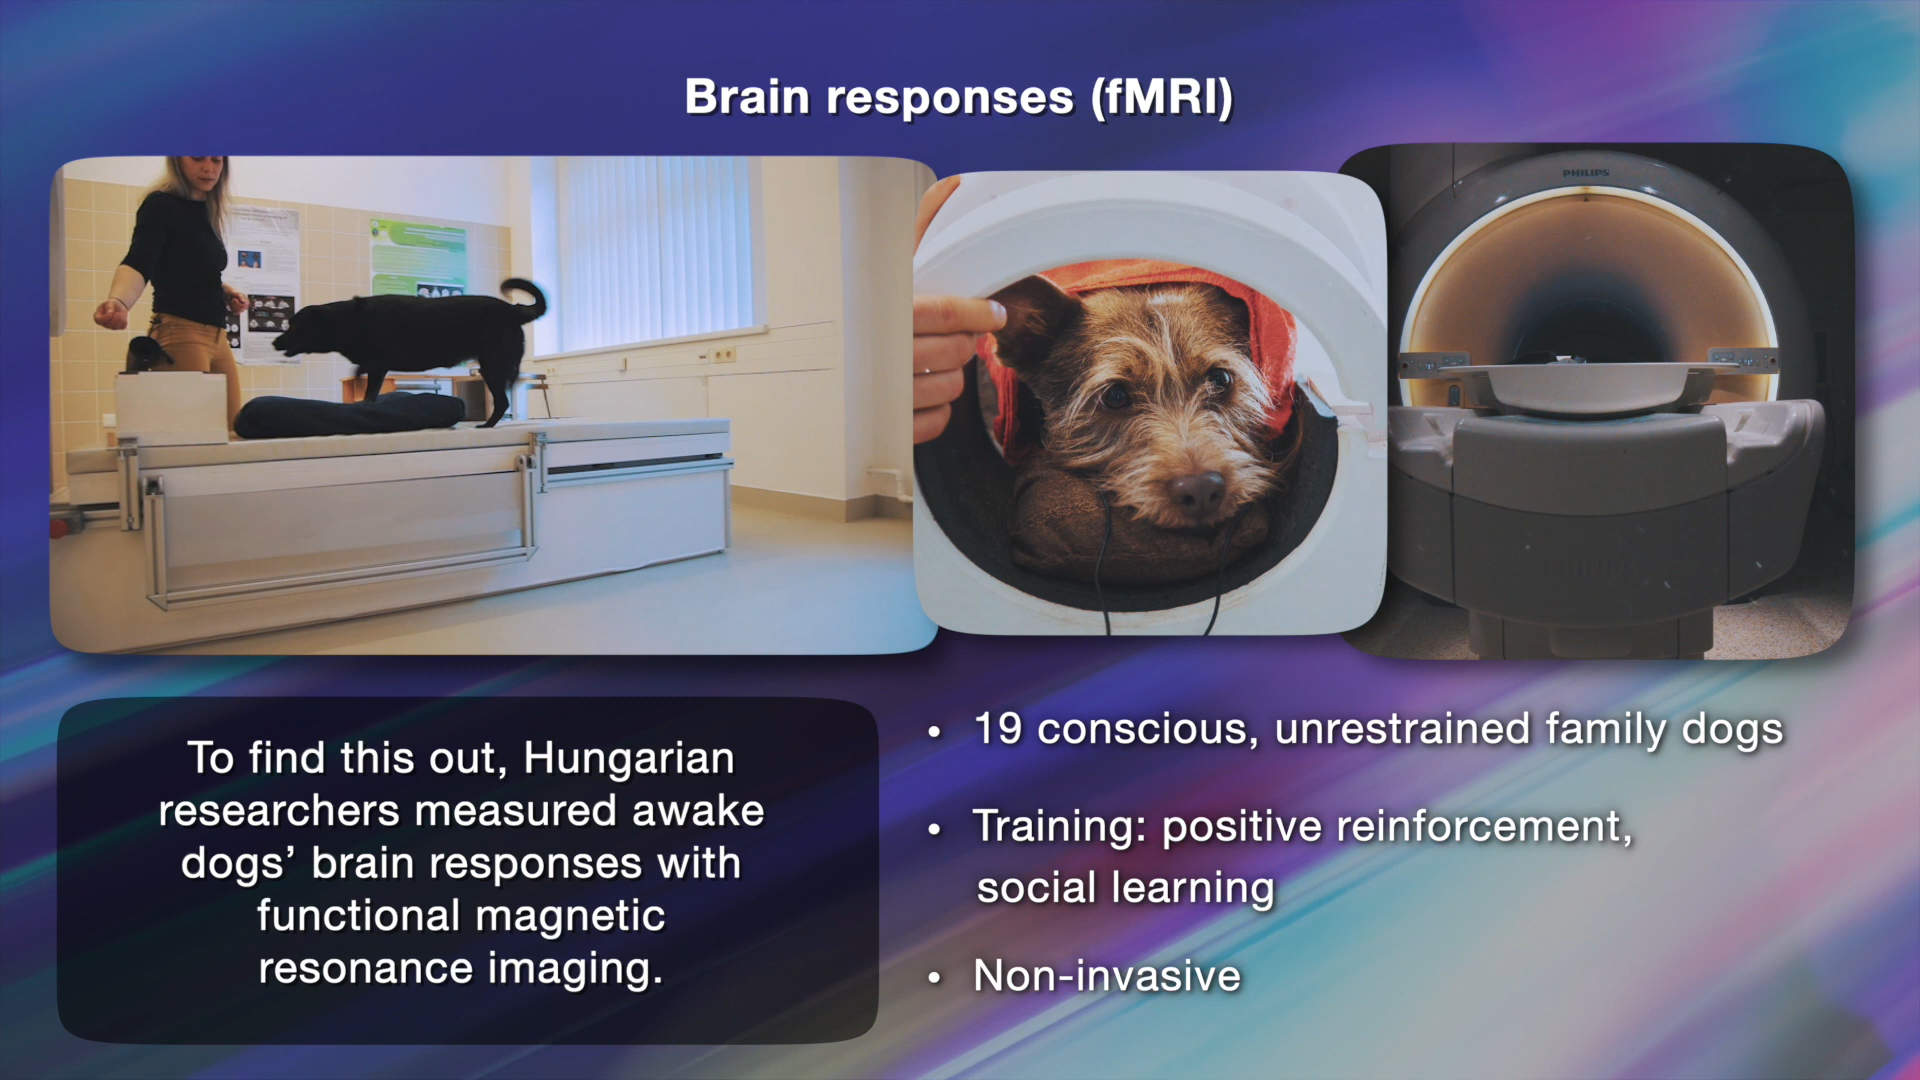 Brain responses (fMRI)
PHILIPS
To find this out, Hungarian
researchers measured awake
dogs’ brain responses with
functional magnetic
resonance imaging.
• 19 conscious, unrestrained family dogs
• Training: positive reinforcement,
social learning
• Non-invasive